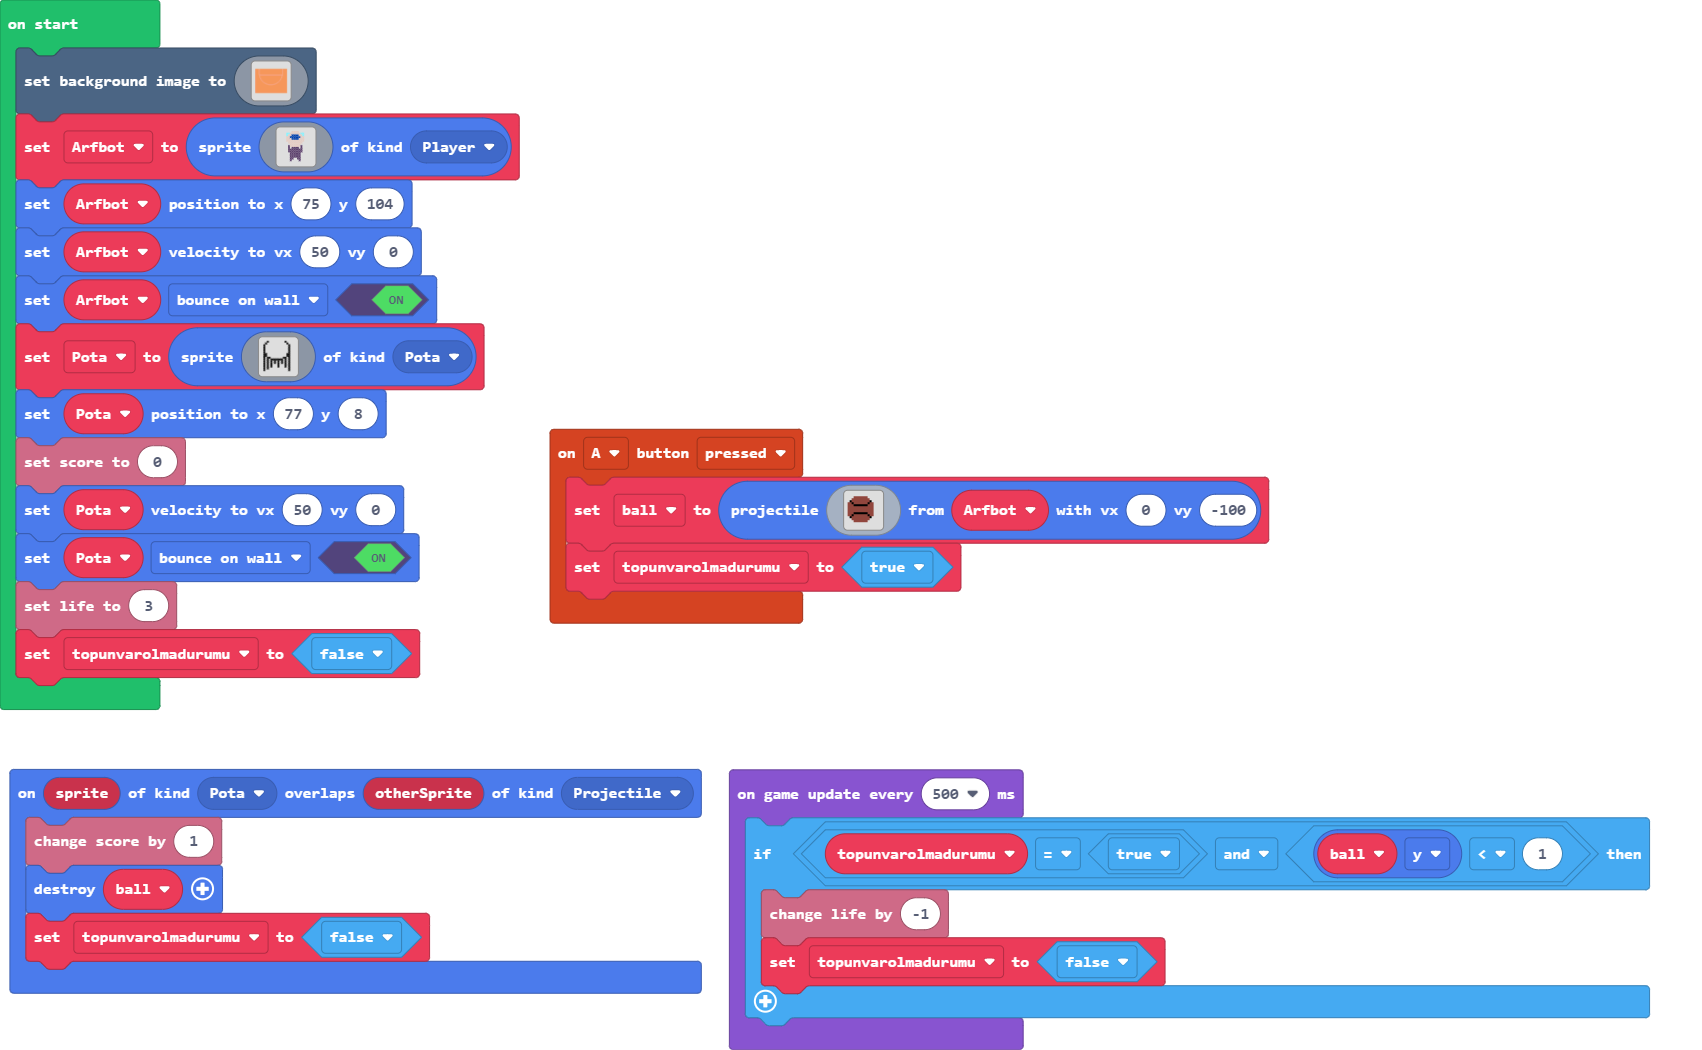 on start
set background image to
set Arfbot to sprite of kind Player
set Arfbot position to x 75 y 104
set Arfbot velocity to vx 50 vy 0
set Arfbot bounce on wall ON
set Pota to sprite of kind Pota
set Pota position to x 77 y 8
set score to 0
set Pota velocity to vx 50 vy 0
set Pota bounce on wall ON
set life to 3
set topunvarolmadurumu to false
on A button pressed
set ball to projectile from Arfbot with vx 0 vy -100
set topunvarolmadurumu to true
on sprite of kind Pota overlaps otherSprite of kind Projectile
change score by 1
destroy ball
set topunvarolmadurumu to false
on game update every 500 ms
if topunvarolmadurumu = true and ball y < 1 then
change life by -1
set topunvarolmadurumu to false